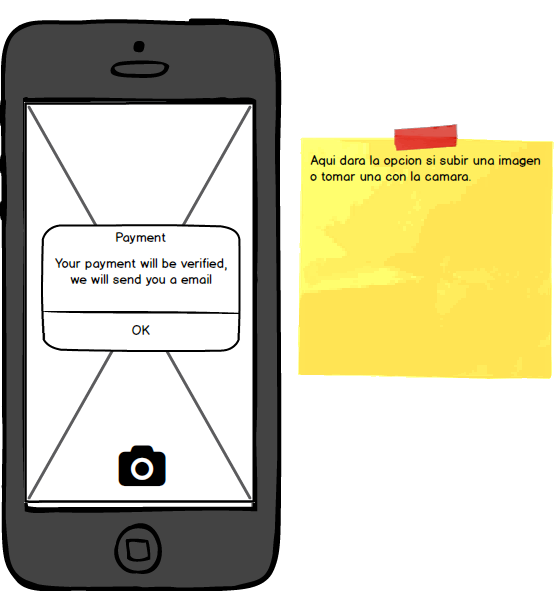 Payment
Your payment will be verified,
we will send you a email
OK
Aqui dara la opcion si subir una imagen
o tomar una con la camara.